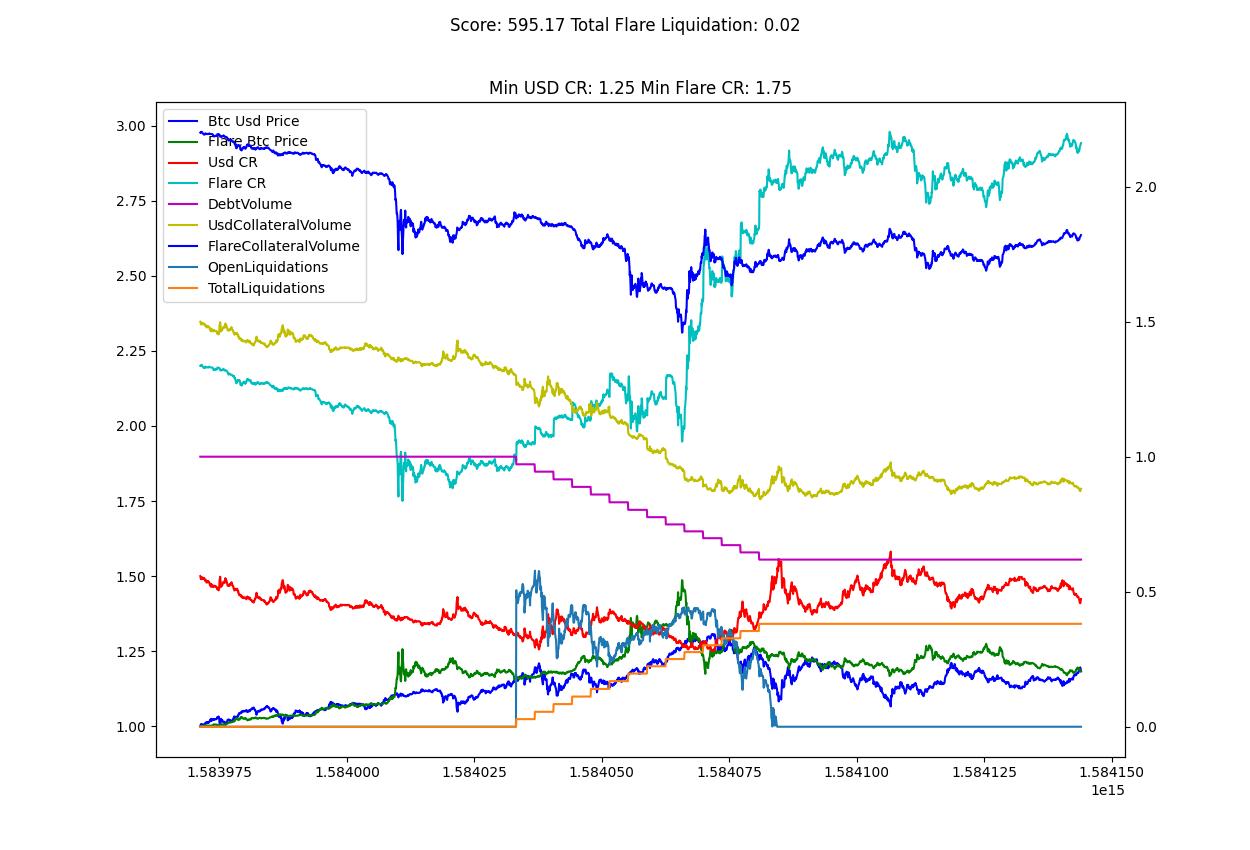 Score: 595.17 Total Flare Liquidation: 0.02
Min USD CR: 1.25 Min Flare CR: 1.75
Btc Usd Price
Flare Btc Price
Usd CR
Flare CR
DebtVolume
UsdCollateralVolume
FlareCollateralVolume
OpenLiquidations
TotalLiquidations
3.00
2.75
2.50
2.25
2.00
1.75
1.50
1.25
1.00
2.0
1.5
1.0
0.5
0.0
1.583975 1.584000 1.584025 1.584050 1.584075 1.584100 1.584125 1.584150
1e15